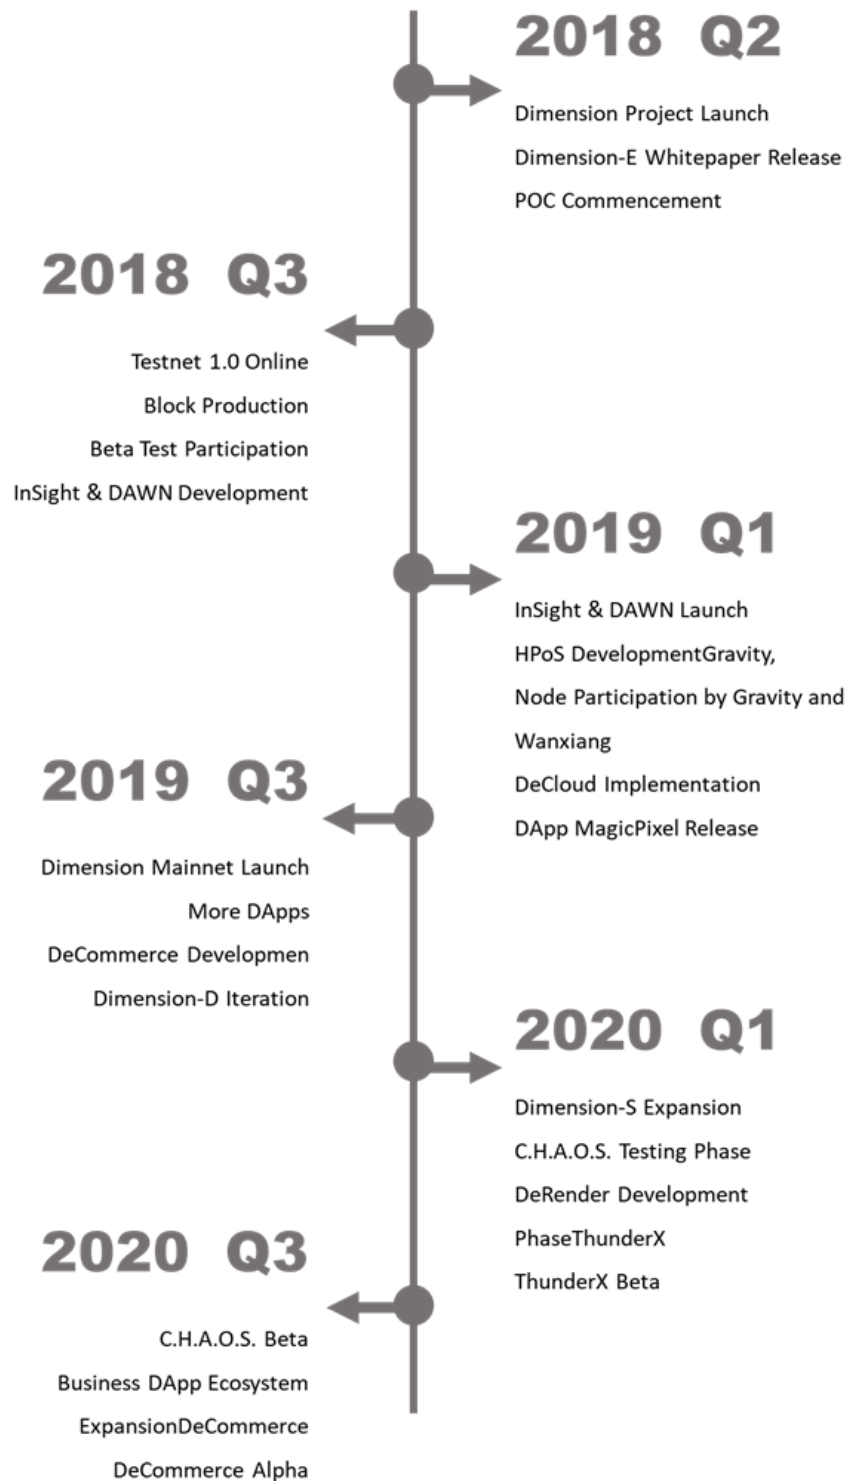 2018 Q2
Dimension Project Launch
Dimension-E Whitepaper Release
POC Commencement
2018 Q3
Testnet 1.0 Online
Block Production
Beta Test Participation
InSight & DAWN Development
2019 Q1
InSight & DAWN Launch
HPoS DevelopmentGravity,
Node Participation by Gravity and
Wanxiang
DeCloud Implementation
DApp MagicPixel Release
2019 Q3
Dimension Mainnet Launch
More DApps
DeCommerce Developmen
Dimension-D Iteration
2020 Q1
Dimension-S Expansion
C.H.A.O.S. Testing Phase
DeRender Development
PhaseThunderX
ThunderX Beta
2020 Q3
C.H.A.O.S. Beta
Business DApp Ecosystem
ExpansionDeCommerce
DeCommerce Alpha